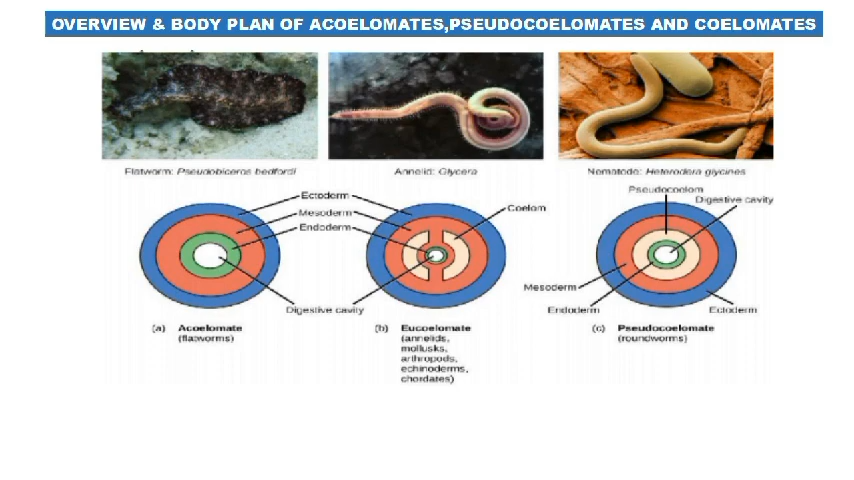 OVERVIEW & BODY PLAN OF ACOELOMATES,PSEUDOCOELOMATES AND COELOMATES
Flatworm: Pseudobiceros bedfordi
Annelid: Glycera
Nematode: Heterodera glycines
Ectoderm
Mesoderm
Endoderm
Digestive cavity
Coelom
Pseudocoelom
Digestive cavity
Mesoderm
Endoderm
Ectoderm
(a) Acoelomate
(flatworms)
(b) Eucoelomate
(annelids,
mollusks,
arthropods,
echinoderms,
chordates)
(c) Pseudocoelomate
(roundworms)